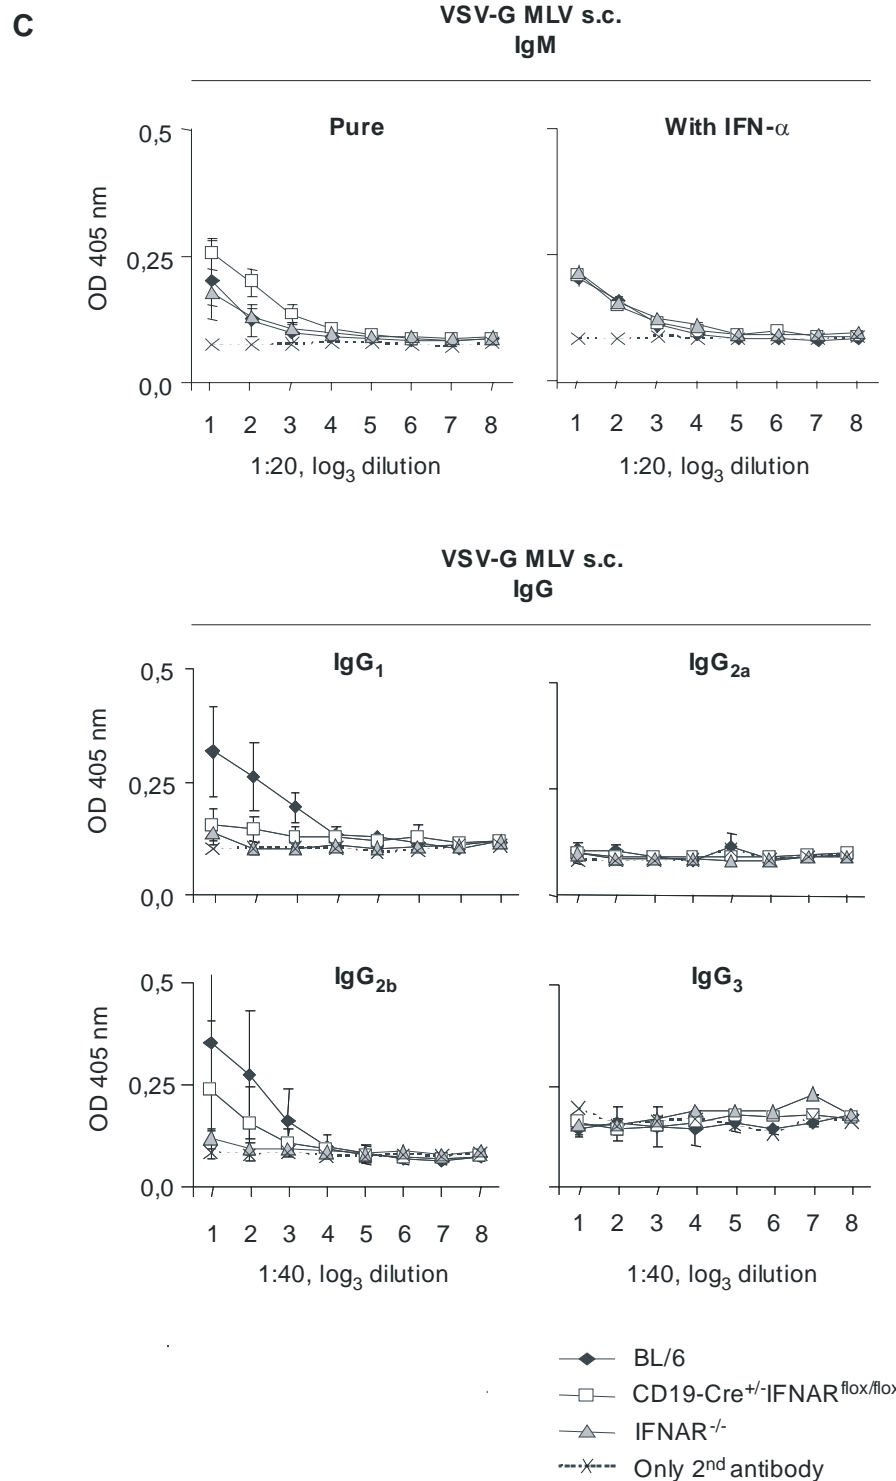 C
VSV-G MLV s.c.
IgM
Pure
With IFN-α
OD 405 nm
0,5
0,25
0,0
1 2 3 4 5 6 7 8
1 2 3 4 5 6 7 8
1:20, log3 dilution
1:20, log3 dilution
VSV-G MLV s.c.
IgG
IgG1
IgG2a
OD 405 nm
0,5
0,25
0,0
IgG2b
IgG3
OD 405 nm
0,5
0,25
0,0
1 2 3 4 5 6 7 8
1 2 3 4 5 6 7 8
1:40, log3 dilution
1:40, log3 dilution
BL/6
CD19-Cre+/-IFNARflox/flox
IFNAR-/-
Only 2nd antibody